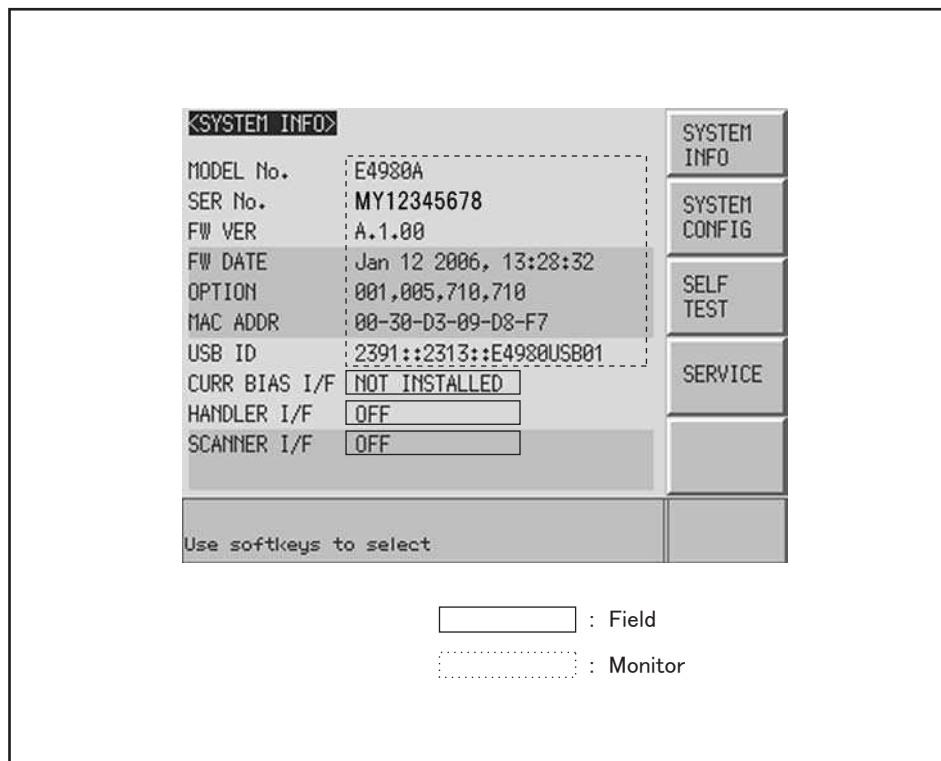 <SYSTEM INFO>
MODEL No. E4980A
SER No. MY12345678
FW VER A.1.00
FW DATE Jan 12 2006, 13:28:32
OPTION 001,005,710,710
MAC ADDR 00-30-D3-09-D8-F7
USB ID 2391::2313::E4980USB01
CURR BIAS I/F NOT INSTALLED
HANDLER I/F OFF
SCANNER I/F OFF
Use softkeys to select
SYSTEM
INFO
SYSTEM
CONFIG
SELF
TEST
SERVICE
: Field
: Monitor